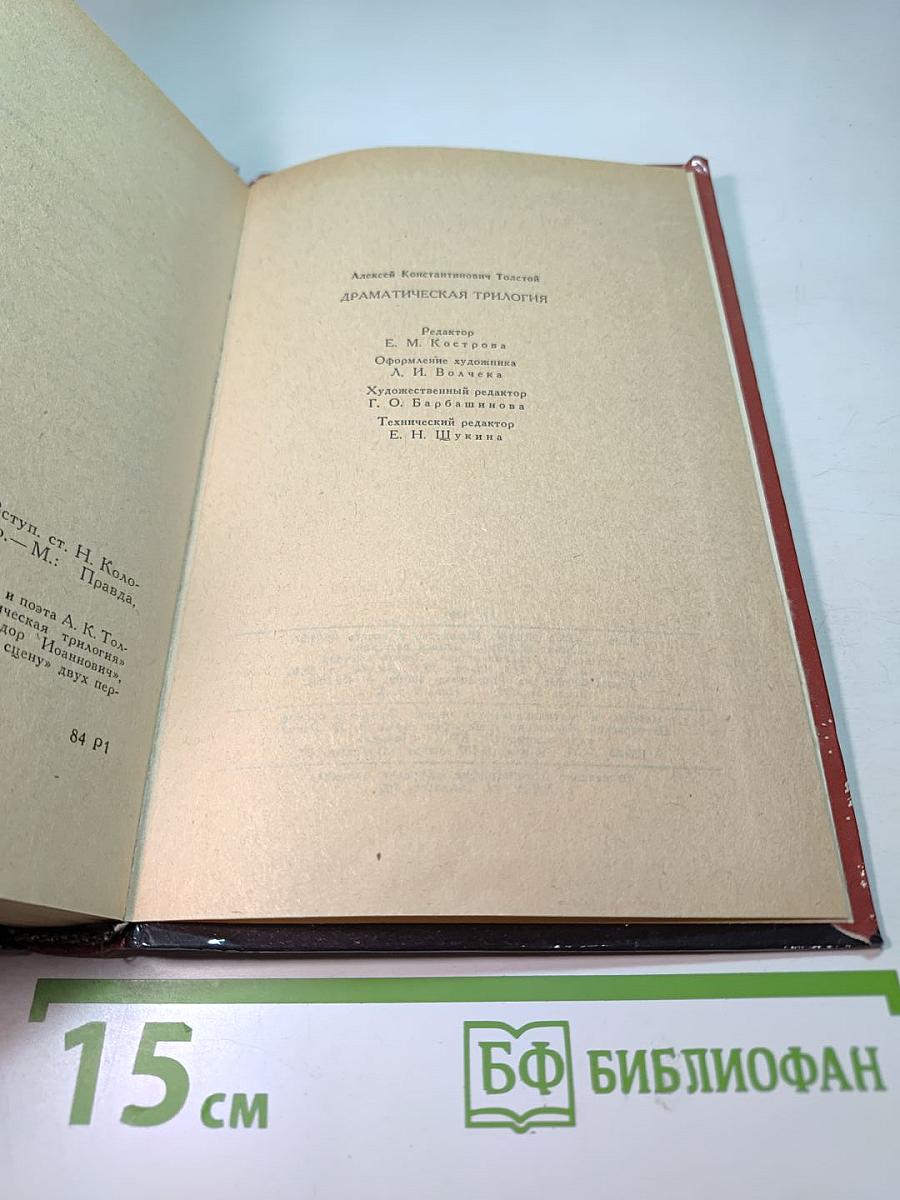 ступ. ст. Н. Коло-
М.: Правда,
и поэта А. К. Тол-
ческая трилогия»
дор Иоаннович»,
сцену» двух пер-
84 Р1
Алексей Константинович Толстой
ДРАМАТИЧЕСКАЯ ТРИЛОГИЯ
Редактор
Е. М. Кострова
Оформление художника
Л. И. Волчека
Художественный редактор
Г. О. Барбашинова
Технический редактор
Е. Н. Щукина
15 см
БФ БИБЛИОФАН